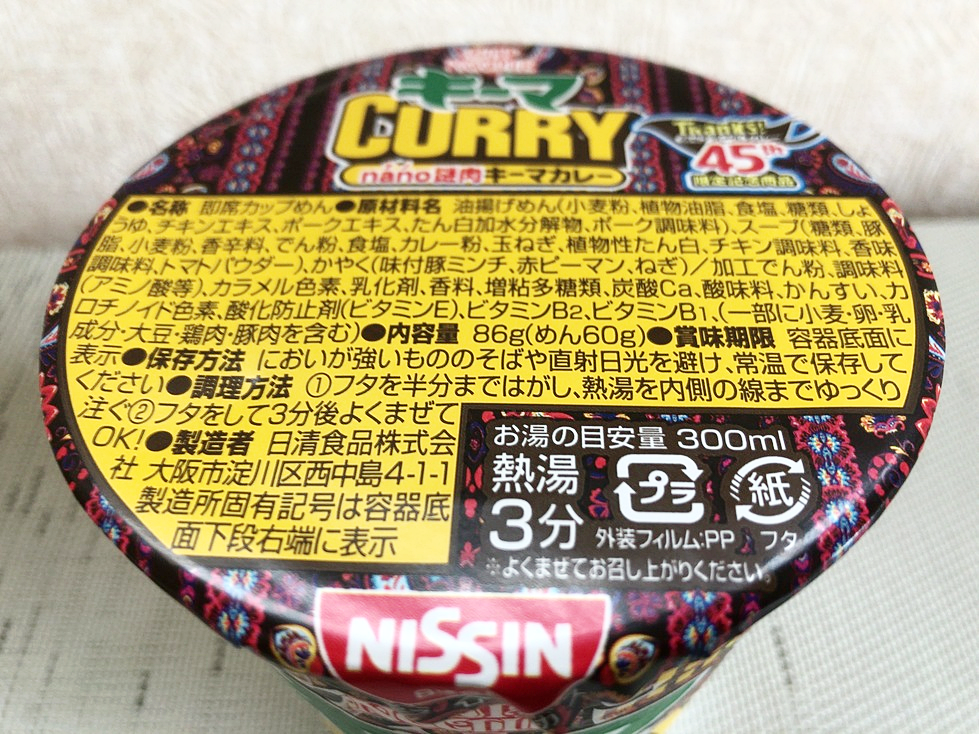 キーマ
CURRY
nano謎肉キーマカレー
Thanks!
45th
限定記念商品
●名称 即席カップめん●原材料名 油揚げめん(小麦粉、植物油脂、食塩、糖類、しょ
うゆ、チキンエキス、ポークエキス、たん白加水分解物、ポーク調味料)、スープ(糖類、豚
脂、小麦粉、香辛料、でん粉、食塩、カレー粉、玉ねぎ、植物性たん白、チキン調味料、香味
調味料、トマトパウダー)、かやく(味付豚ミンチ、赤ピーマン、ねぎ)/加工でん粉、調味料
(アミノ酸等)、カラメル色素、乳化剤、香料、増粘多糖類、炭酸Ca、酸味料、かんすい、カ
ロチノイド色素、酸化防止剤(ビタミンE)、ビタミンB2、ビタミンB1、(一部に小麦・卵・乳
成分・大豆・鶏肉・豚肉を含む)●内容量 86g(めん60g)●賞味期限 容器底面に
表示●保存方法 においが強いもののそばや直射日光を避け、常温で保存して
ください●調理方法 ①フタを半分まではがし、熱湯を内側の線までゆっくり
注ぐ②フタをして3分後よくまぜて
OK!●製造者 日清食品株式会
社 大阪市淀川区西中島4-1-1
製造所固有記号は容器底
面下段右端に表示
お湯の目安量 300ml
熱湯
3分
プラ
外装フィルム:PP
紙
フタ
※よくまぜてお召し上がりください。
NISSIN